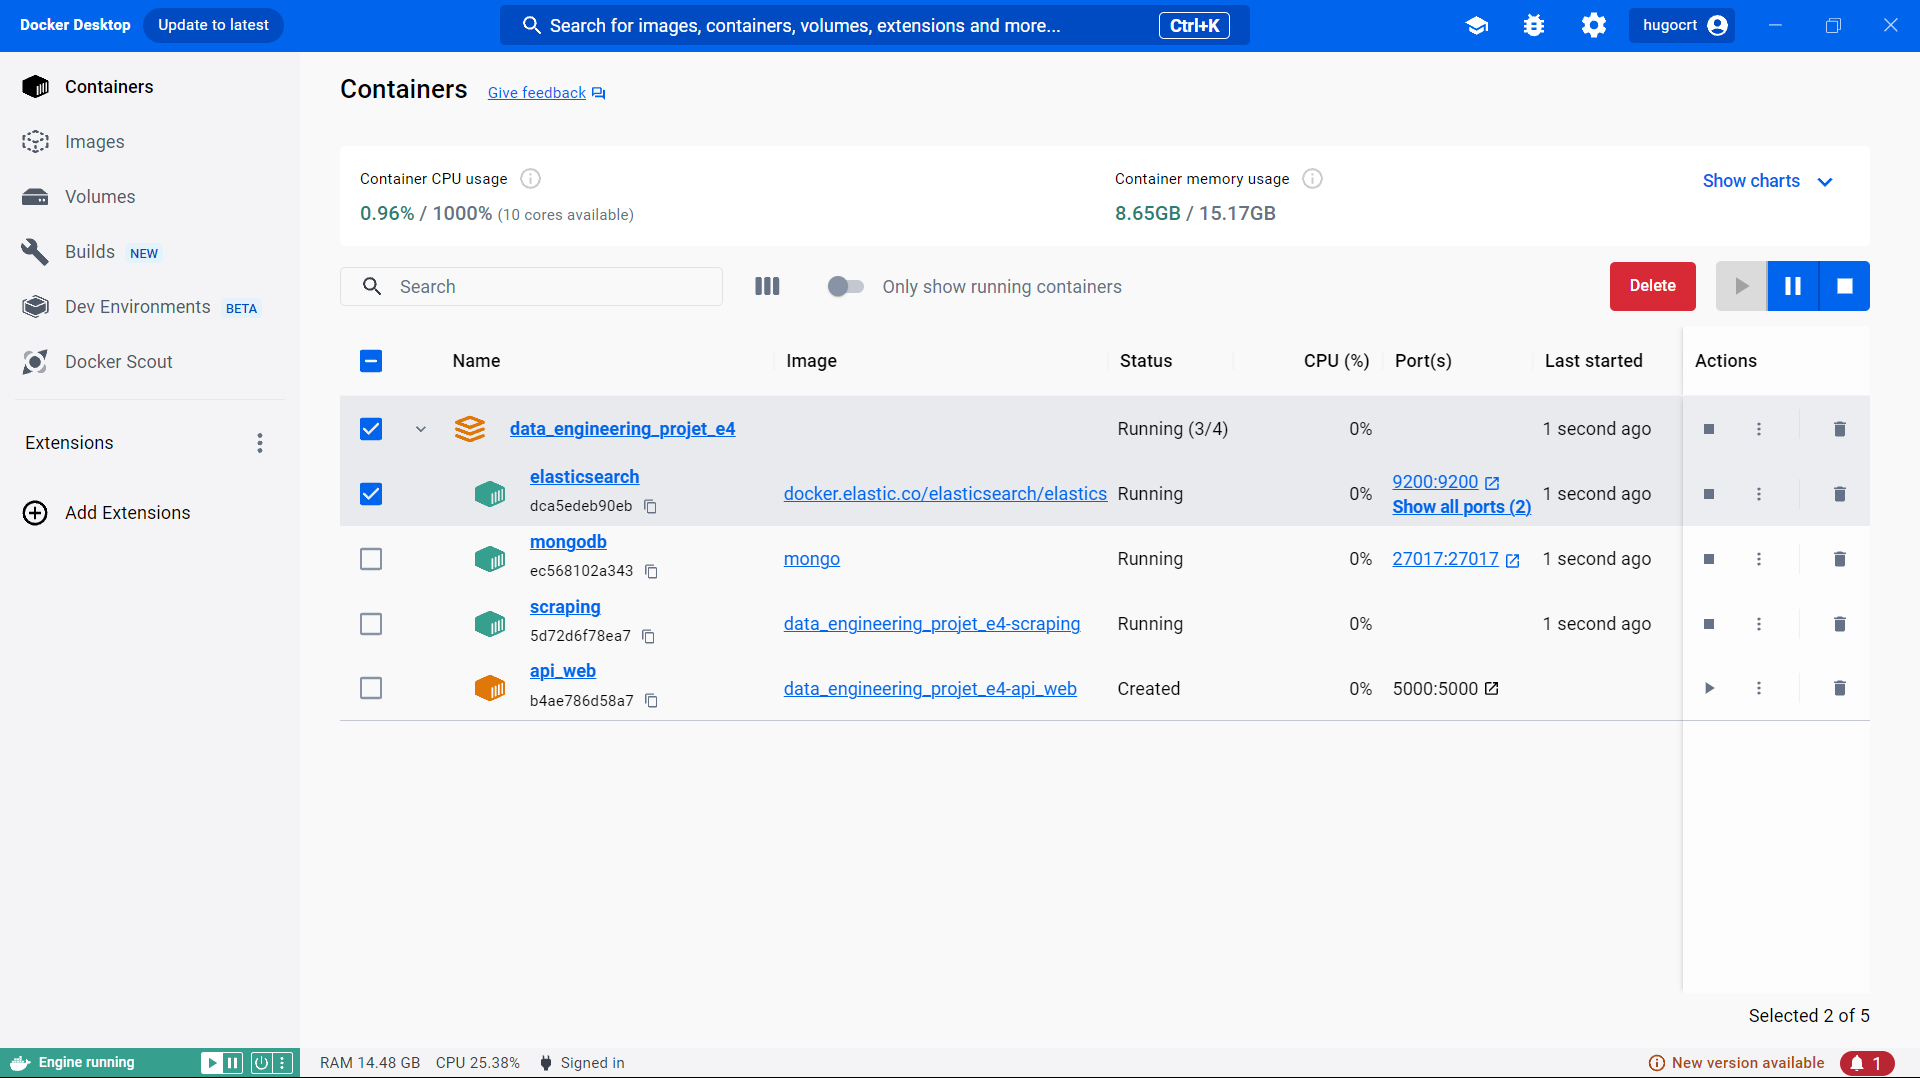 Docker Desktop
Update to latest
Search for images, containers, volumes, extensions and more...
Ctrl+K
hugocrt
Containers
Images
Volumes
Builds NEW
Dev Environments BETA
Docker Scout
Extensions
Add Extensions
Containers
Give feedback
Container CPU usage
0.96% / 1000% (10 cores available)
Container memory usage
8.65GB / 15.17GB
Show charts
Search
Only show running containers
Delete
Name Image Status CPU (%) Port(s) Last started Actions
data_engineering_projet_e4 Running (3/4) 0% 1 second ago
elasticsearch
dca5edeb90eb
docker.elastic.co/elasticsearch/elastics Running 0%
9200:9200
Show all ports (2)
1 second ago
mongodb
ec568102a343
mongo Running 0% 27017:27017 1 second ago
scraping
5d72d6f78ea7
data_engineering_projet_e4-scraping Running 0% 1 second ago
api_web
b4ae786d58a7
data_engineering_projet_e4-api_web Created 0% 5000:5000
Selected 2 of 5
Engine running
RAM 14.48 GB CPU 25.38% Signed in
New version available
1